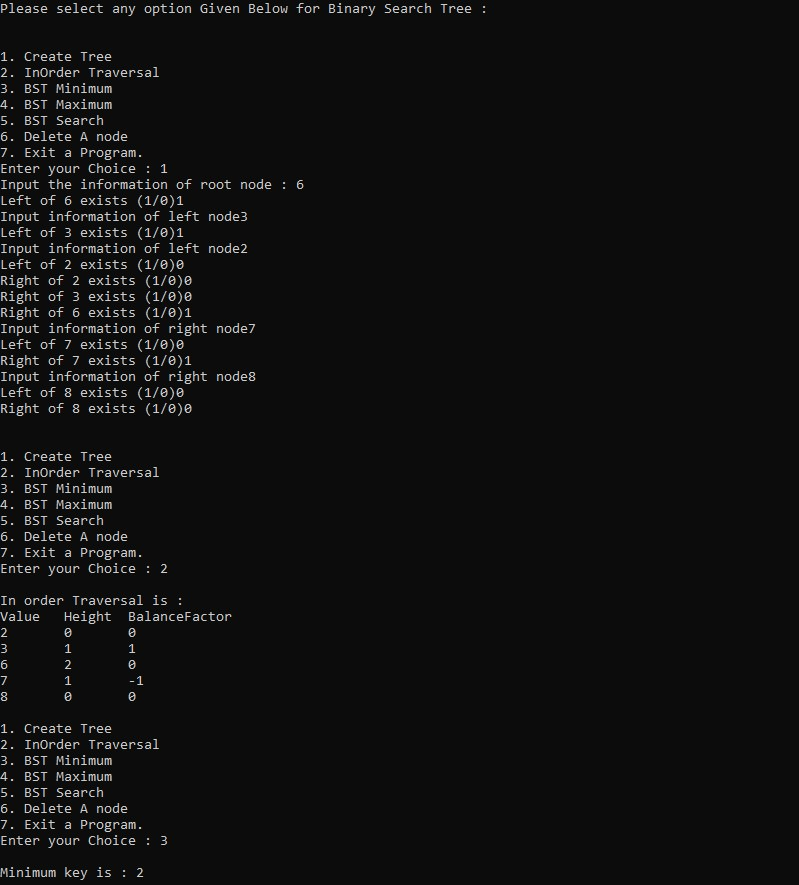 Please select any option Given Below for Binary Search Tree :
1. Create Tree
2. InOrder Traversal
3. BST Minimum
4. BST Maximum
5. BST Search
6. Delete A node
7. Exit a Program.
Enter your Choice : 1
Input the information of root node : 6
Left of 6 exists (1/0)1
Input information of left node3
Left of 3 exists (1/0)1
Input information of left node2
Left of 2 exists (1/0)0
Right of 2 exists (1/0)0
Right of 3 exists (1/0)0
Right of 6 exists (1/0)1
Input information of right node7
Left of 7 exists (1/0)0
Right of 7 exists (1/0)1
Input information of right node8
Left of 8 exists (1/0)0
Right of 8 exists (1/0)0
1. Create Tree
2. InOrder Traversal
3. BST Minimum
4. BST Maximum
5. BST Search
6. Delete A node
7. Exit a Program.
Enter your Choice : 2
In order Traversal is :
Value   Height  BalanceFactor
2       0       0
3       1       1
6       2       0
7       1       -1
8       0       0
1. Create Tree
2. InOrder Traversal
3. BST Minimum
4. BST Maximum
5. BST Search
6. Delete A node
7. Exit a Program.
Enter your Choice : 3
Minimum key is : 2